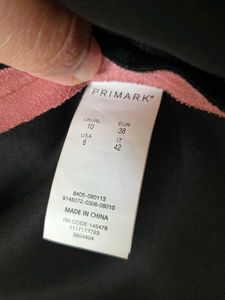 PRIMARK®
UK/IRL EUR
10 38
USA IT
6 42
8405-080113
9145072-0306-08010
MADE IN CHINA
RN CODE: 145478
1117177723
5804404